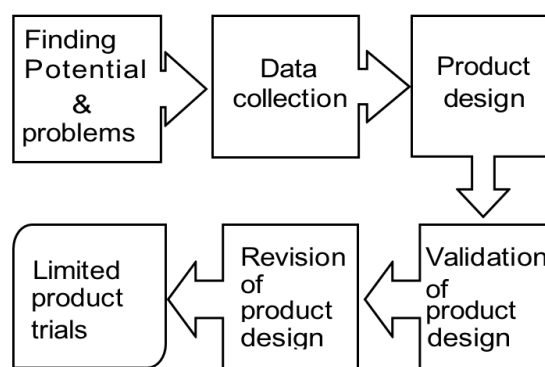 Finding
Potential
&
problems
Data
collection
Product
design
Validation
of
product
design
Revision
of
product
design
Limited
product
trials